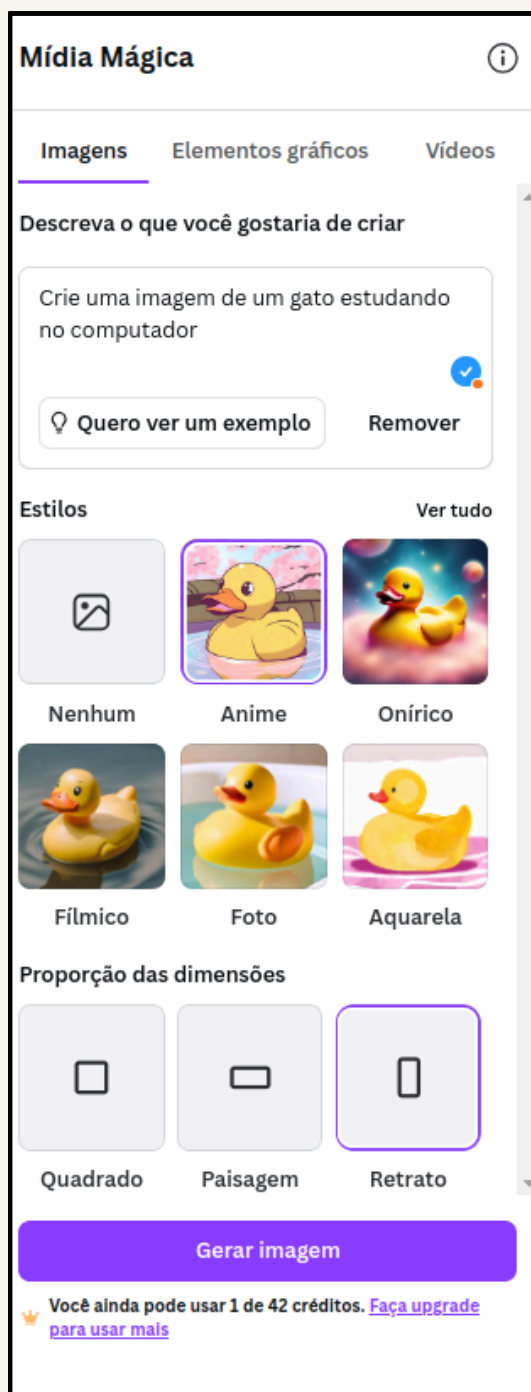 Mídia Mágica
Imagens Elementos gráficos Vídeos
Descreva o que você gostaria de criar
Crie uma imagem de um gato estudando
no computador
Quero ver um exemplo Remover
Estilos Ver tudo
Nenhum Anime Onírico
Fílmico Foto Aquarela
Proporção das dimensões
Quadrado Paisagem Retrato
Gerar imagem
Você ainda pode usar 1 de 42 créditos. Faça upgrade
para usar mais